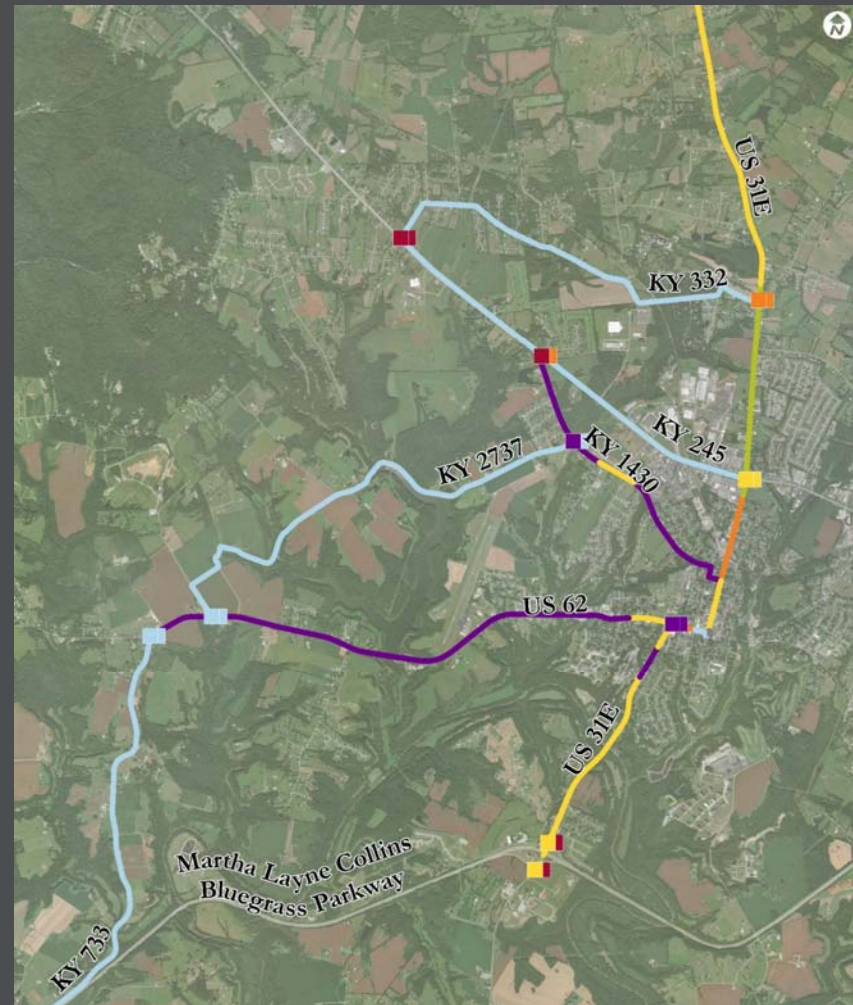 N
US 31E
KY 332
KY 245
KY 1430
KY 2737
US 62
US 31E
Martha Layne Collins
Bluegrass Parkway
KY 733